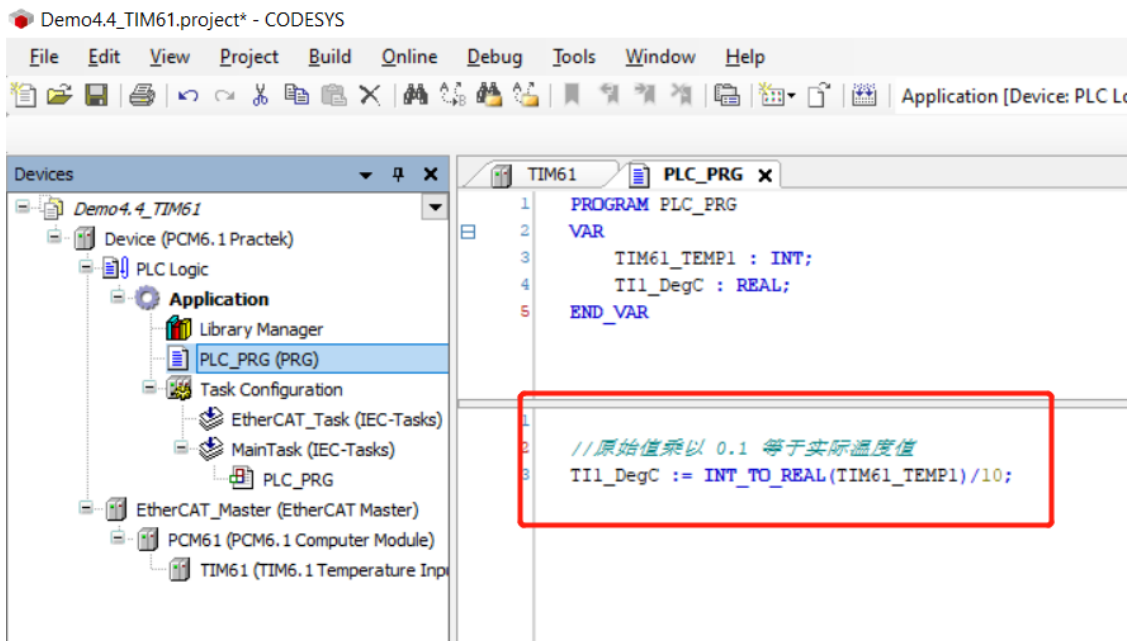 Demo4.4_TIM61.project* - CODESYS
File Edit View Project Build Online Debug Tools Window Help
Application [Device: PLC Lo
Devices
Demo4.4_TIM61
Device (PCM6.1 Practek)
PLC Logic
Application
Library Manager
PLC_PRG (PRG)
Task Configuration
EtherCAT_Task (IEC-Tasks)
MainTask (IEC-Tasks)
PLC_PRG
EtherCAT_Master (EtherCAT Master)
PCM61 (PCM6.1 Computer Module)
TIM61 (TIM6.1 Temperature Inp
TIM61 PLC_PRG
1 PROGRAM PLC_PRG
2 VAR
3 TIM61_TEMP1 : INT;
4 TI1_DegC : REAL;
5 END_VAR
1
2 //原始值乘以 0.1 等于实际温度值
3 TI1_DegC := INT_TO_REAL(TIM61_TEMP1)/10;